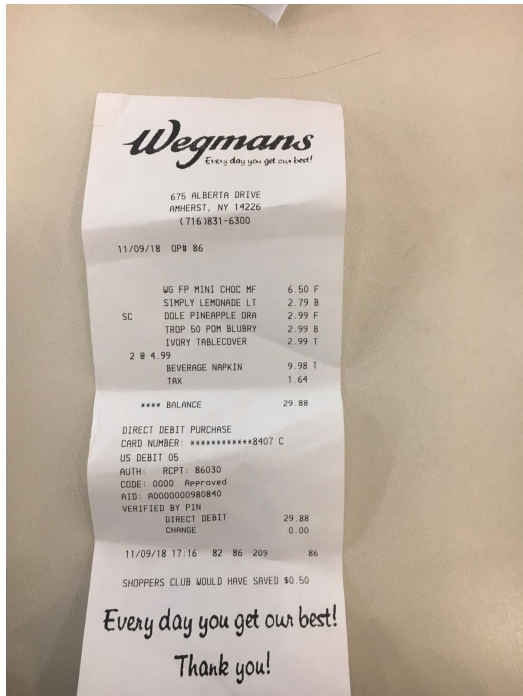 Wegmans
Every day you get our best!
675 ALBERTA DRIVE
AMHERST, NY 14226
(716)831-6300
11/09/18 OP# 86
WG FP MINI CHOC MF 6.50 F
SIMPLY LEMONADE LT 2.79 B
SC DOLE PINEAPPLE ORA 2.99 F
TROP 50 POM BLUBRY 2.99 B
IVORY TABLECOVER 2.99 T
2 @ 4.99
BEVERAGE NAPKIN 9.98 T
TAX 1.64
**** BALANCE 29.88
DIRECT DEBIT PURCHASE
CARD NUMBER: ************8407 C
US DEBIT 05
AUTH: RCPT: 86030
CODE: 0000 Approved
AID: A0000000980840
VERIFIED BY PIN
DIRECT DEBIT 29.88
CHANGE 0.00
11/09/18 17:16 82 86 209 86
SHOPPERS CLUB WOULD HAVE SAVED $0.50
Every day you get our best!
Thank you!